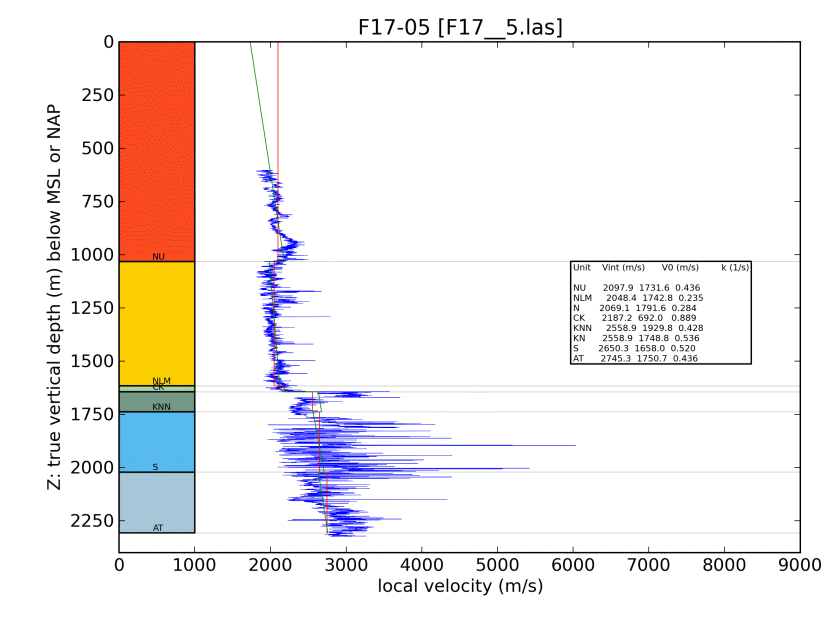 F17-05 [F17__5.las]
0
250
500
750
1000
1250
1500
1750
2000
2250
Z: true vertical depth (m) below MSL or NAP
NU
NLM
CK
KNN
S
AT
Unit Vint (m/s) V0 (m/s) k (1/s)
NU 2097.9 1731.6 0.436
NLM 2048.4 1742.8 0.235
N 2069.1 1791.6 0.284
CK 2187.2 692.0 0.889
KNN 2558.9 1929.8 0.428
KN 2558.9 1748.8 0.536
S 2650.3 1658.0 0.520
AT 2745.3 1750.7 0.436
0 1000 2000 3000 4000 5000 6000 7000 8000 9000
local velocity (m/s)